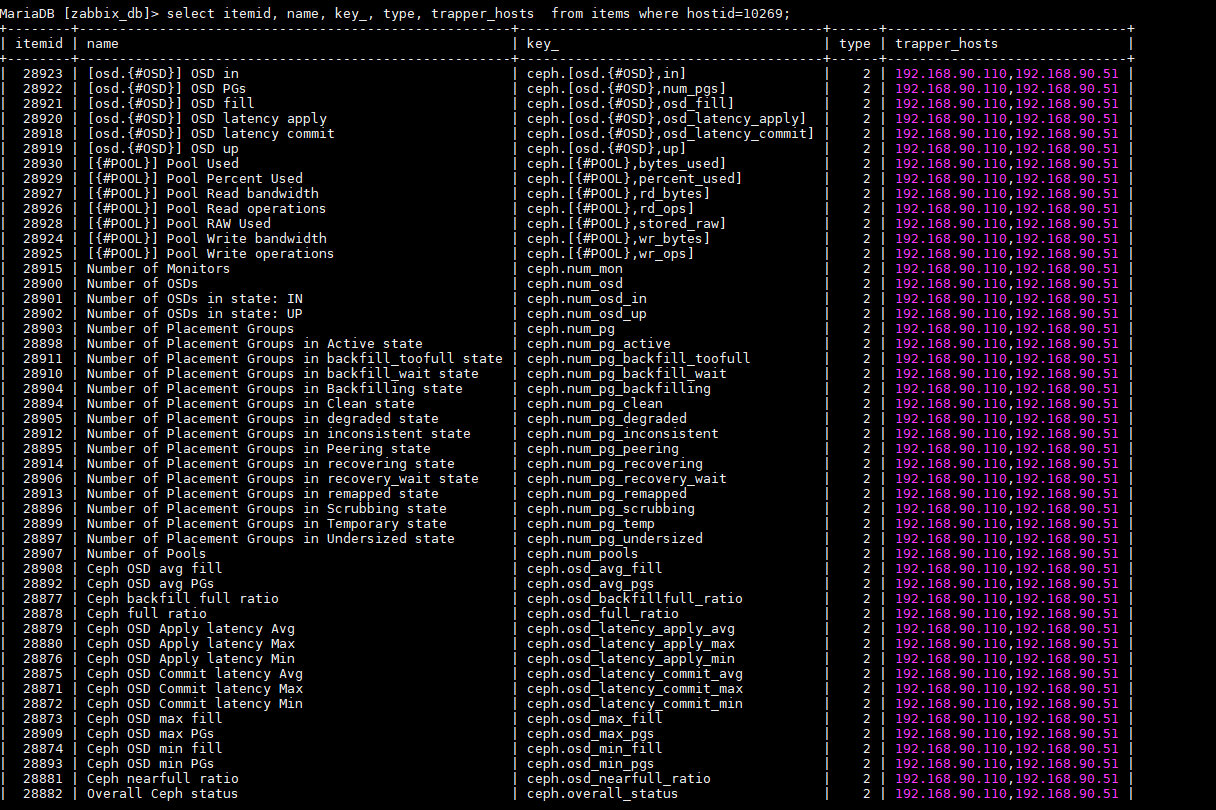 MariaDB [zabbix_db]> select itemid, name, key_, type, trapper_hosts  from items where hostid=10269;
+--------+------------------------------------------------------+--------------------------------------+------+------------------------------+
| itemid | name | key_ | type | trapper_hosts |
+--------+------------------------------------------------------+--------------------------------------+------+------------------------------+
| 28923 | [osd.{#OSD}] OSD in | ceph.[osd.{#OSD},in] | 2 | 192.168.90.110,192.168.90.51 |
| 28922 | [osd.{#OSD}] OSD PGs | ceph.[osd.{#OSD},num_pgs] | 2 | 192.168.90.110,192.168.90.51 |
| 28921 | [osd.{#OSD}] OSD fill | ceph.[osd.{#OSD},osd_fill] | 2 | 192.168.90.110,192.168.90.51 |
| 28920 | [osd.{#OSD}] OSD latency apply | ceph.[osd.{#OSD},osd_latency_apply] | 2 | 192.168.90.110,192.168.90.51 |
| 28918 | [osd.{#OSD}] OSD latency commit | ceph.[osd.{#OSD},osd_latency_commit] | 2 | 192.168.90.110,192.168.90.51 |
| 28919 | [osd.{#OSD}] OSD up | ceph.[osd.{#OSD},up] | 2 | 192.168.90.110,192.168.90.51 |
| 28930 | [{#POOL}] Pool Used | ceph.[{#POOL},bytes_used] | 2 | 192.168.90.110,192.168.90.51 |
| 28929 | [{#POOL}] Pool Percent Used | ceph.[{#POOL},percent_used] | 2 | 192.168.90.110,192.168.90.51 |
| 28927 | [{#POOL}] Pool Read bandwidth | ceph.[{#POOL},rd_bytes] | 2 | 192.168.90.110,192.168.90.51 |
| 28926 | [{#POOL}] Pool Read operations | ceph.[{#POOL},rd_ops] | 2 | 192.168.90.110,192.168.90.51 |
| 28928 | [{#POOL}] Pool RAW Used | ceph.[{#POOL},stored_raw] | 2 | 192.168.90.110,192.168.90.51 |
| 28924 | [{#POOL}] Pool Write bandwidth | ceph.[{#POOL},wr_bytes] | 2 | 192.168.90.110,192.168.90.51 |
| 28925 | [{#POOL}] Pool Write operations | ceph.[{#POOL},wr_ops] | 2 | 192.168.90.110,192.168.90.51 |
| 28915 | Number of Monitors | ceph.num_mon | 2 | 192.168.90.110,192.168.90.51 |
| 28900 | Number of OSDs | ceph.num_osd | 2 | 192.168.90.110,192.168.90.51 |
| 28901 | Number of OSDs in state: IN | ceph.num_osd_in | 2 | 192.168.90.110,192.168.90.51 |
| 28902 | Number of OSDs in state: UP | ceph.num_osd_up | 2 | 192.168.90.110,192.168.90.51 |
| 28903 | Number of Placement Groups | ceph.num_pg | 2 | 192.168.90.110,192.168.90.51 |
| 28898 | Number of Placement Groups in Active state | ceph.num_pg_active | 2 | 192.168.90.110,192.168.90.51 |
| 28911 | Number of Placement Groups in backfill_toofull state | ceph.num_pg_backfill_toofull | 2 | 192.168.90.110,192.168.90.51 |
| 28910 | Number of Placement Groups in backfill_wait state | ceph.num_pg_backfill_wait | 2 | 192.168.90.110,192.168.90.51 |
| 28904 | Number of Placement Groups in Backfilling state | ceph.num_pg_backfilling | 2 | 192.168.90.110,192.168.90.51 |
| 28894 | Number of Placement Groups in Clean state | ceph.num_pg_clean | 2 | 192.168.90.110,192.168.90.51 |
| 28905 | Number of Placement Groups in degraded state | ceph.num_pg_degraded | 2 | 192.168.90.110,192.168.90.51 |
| 28912 | Number of Placement Groups in inconsistent state | ceph.num_pg_inconsistent | 2 | 192.168.90.110,192.168.90.51 |
| 28895 | Number of Placement Groups in Peering state | ceph.num_pg_peering | 2 | 192.168.90.110,192.168.90.51 |
| 28914 | Number of Placement Groups in recovering state | ceph.num_pg_recovering | 2 | 192.168.90.110,192.168.90.51 |
| 28906 | Number of Placement Groups in recovery_wait state | ceph.num_pg_recovery_wait | 2 | 192.168.90.110,192.168.90.51 |
| 28913 | Number of Placement Groups in remapped state | ceph.num_pg_remapped | 2 | 192.168.90.110,192.168.90.51 |
| 28896 | Number of Placement Groups in Scrubbing state | ceph.num_pg_scrubbing | 2 | 192.168.90.110,192.168.90.51 |
| 28899 | Number of Placement Groups in Temporary state | ceph.num_pg_temp | 2 | 192.168.90.110,192.168.90.51 |
| 28897 | Number of Placement Groups in Undersized state | ceph.num_pg_undersized | 2 | 192.168.90.110,192.168.90.51 |
| 28907 | Number of Pools | ceph.num_pools | 2 | 192.168.90.110,192.168.90.51 |
| 28908 | Ceph OSD avg fill | ceph.osd_avg_fill | 2 | 192.168.90.110,192.168.90.51 |
| 28892 | Ceph OSD avg PGs | ceph.osd_avg_pgs | 2 | 192.168.90.110,192.168.90.51 |
| 28877 | Ceph backfill full ratio | ceph.osd_backfillfull_ratio | 2 | 192.168.90.110,192.168.90.51 |
| 28878 | Ceph full ratio | ceph.osd_full_ratio | 2 | 192.168.90.110,192.168.90.51 |
| 28879 | Ceph OSD Apply latency Avg | ceph.osd_latency_apply_avg | 2 | 192.168.90.110,192.168.90.51 |
| 28880 | Ceph OSD Apply latency Max | ceph.osd_latency_apply_max | 2 | 192.168.90.110,192.168.90.51 |
| 28876 | Ceph OSD Apply latency Min | ceph.osd_latency_apply_min | 2 | 192.168.90.110,192.168.90.51 |
| 28875 | Ceph OSD Commit latency Avg | ceph.osd_latency_commit_avg | 2 | 192.168.90.110,192.168.90.51 |
| 28871 | Ceph OSD Commit latency Max | ceph.osd_latency_commit_max | 2 | 192.168.90.110,192.168.90.51 |
| 28872 | Ceph OSD Commit latency Min | ceph.osd_latency_commit_min | 2 | 192.168.90.110,192.168.90.51 |
| 28873 | Ceph OSD max fill | ceph.osd_max_fill | 2 | 192.168.90.110,192.168.90.51 |
| 28909 | Ceph OSD max PGs | ceph.osd_max_pgs | 2 | 192.168.90.110,192.168.90.51 |
| 28874 | Ceph OSD min fill | ceph.osd_min_fill | 2 | 192.168.90.110,192.168.90.51 |
| 28893 | Ceph OSD min PGs | ceph.osd_min_pgs | 2 | 192.168.90.110,192.168.90.51 |
| 28881 | Ceph nearfull ratio | ceph.osd_nearfull_ratio | 2 | 192.168.90.110,192.168.90.51 |
| 28882 | Overall Ceph status | ceph.overall_status | 2 | 192.168.90.110,192.168.90.51 |